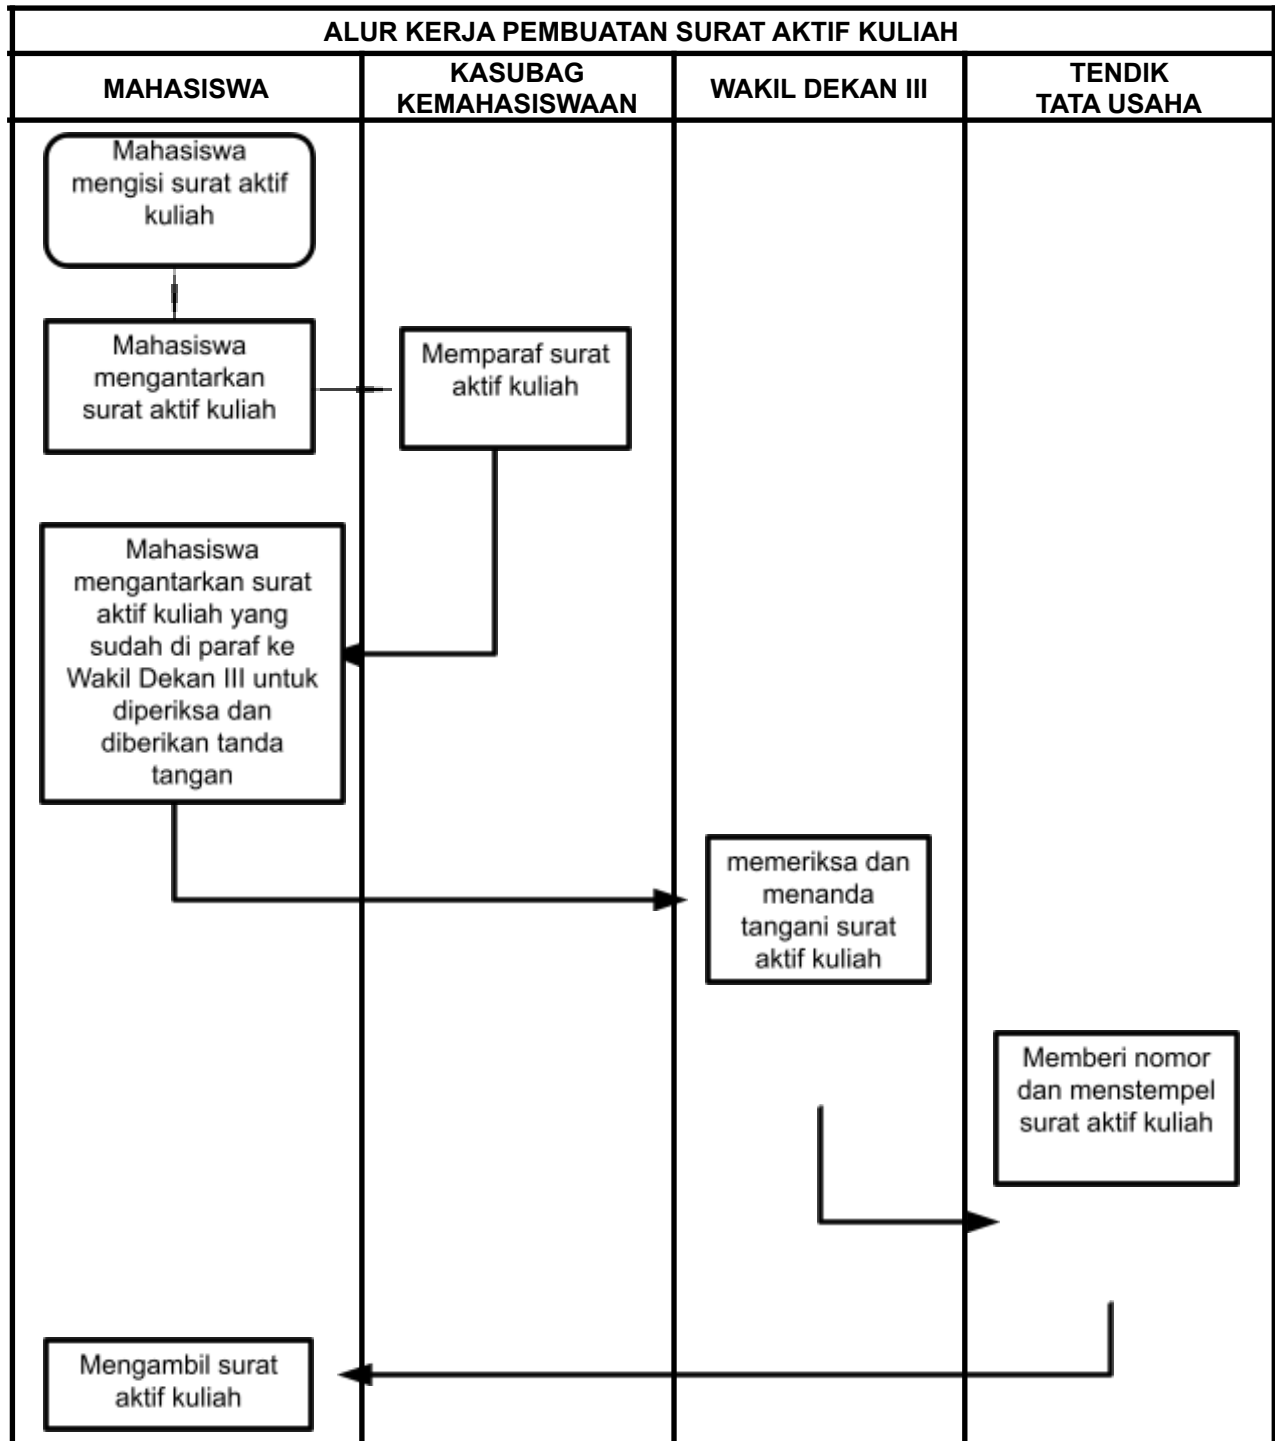 ALUR KERJA PEMBUATAN SURAT AKTIF KULIAH
MAHASISWA
KASUBAG
KEMAHASISWAAN
WAKIL DEKAN III
TENDIK
TATA USAHA
Mahasiswa
mengisi surat aktif
kuliah
Mahasiswa
mengantarkan
surat aktif kuliah
Memparaf surat
aktif kuliah
Mahasiswa
mengantarkan surat
aktif kuliah yang
sudah di paraf ke
Wakil Dekan III untuk
diperiksa dan
diberikan tanda
tangan
memeriksa dan
menanda
tangani surat
aktif kuliah
Memberi nomor
dan menstempel
surat aktif kuliah
Mengambil surat
aktif kuliah